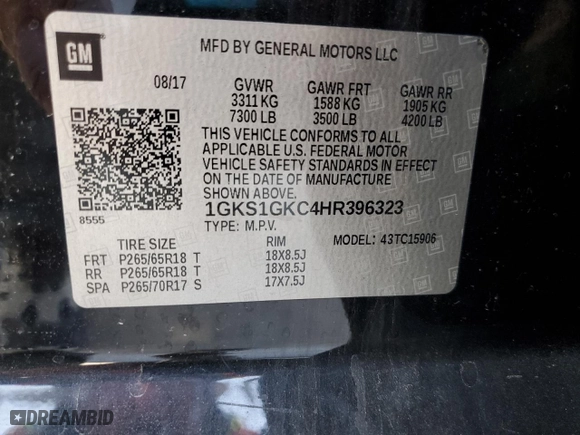 GM
MFD BY GENERAL MOTORS LLC
08/17 GVWR GAWR FRT GAWR RR
3311 KG 1588 KG 1905 KG
7300 LB 3500 LB 4200 LB
THIS VEHICLE CONFORMS TO ALL
APPLICABLE U.S. FEDERAL MOTOR
VEHICLE SAFETY STANDARDS IN EFFECT
ON THE DATE OF MANUFACTURE
SHOWN ABOVE.
8555 1GKS1GKC4HR396323
TYPE: M.P.V. MODEL: 43TC15906
TIRE SIZE RIM
FRT P265/65R18 T 18X8.5J
RR P265/65R18 T 18X8.5J
SPA P265/70R17 S 17X7.5J
DREAMBID